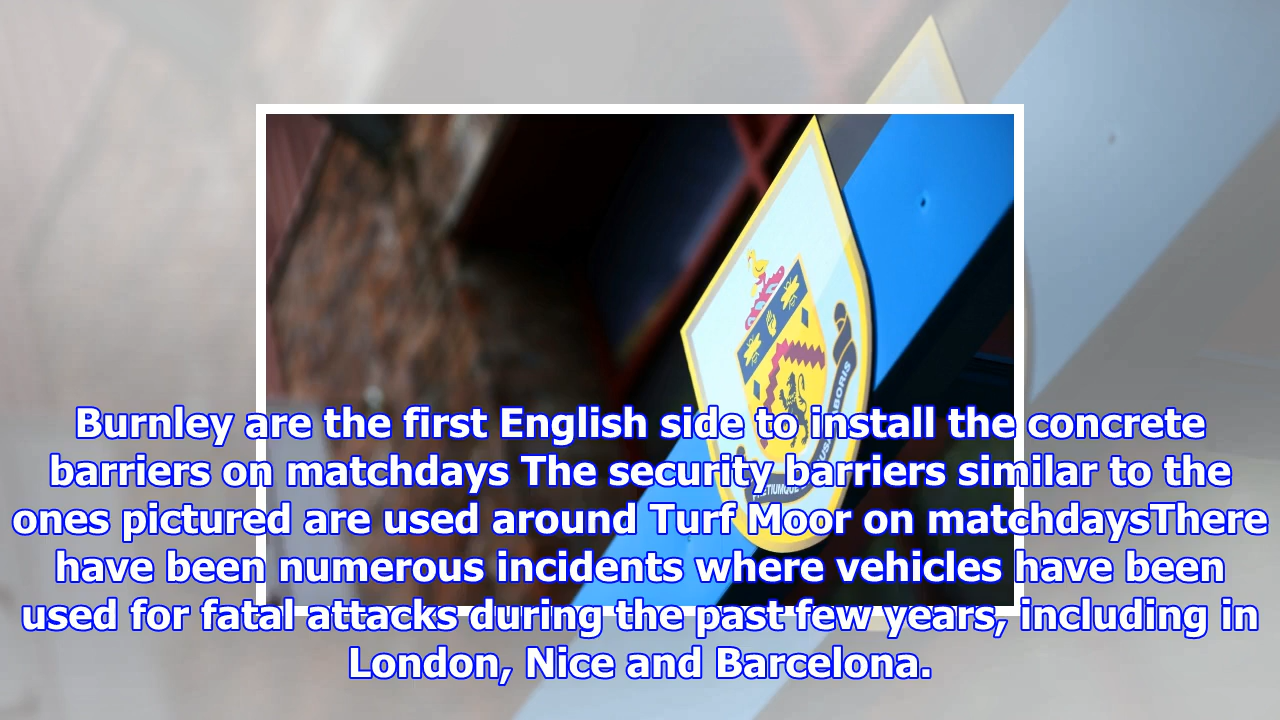 Burnley are the first English side to install the concrete
barriers on matchdays The security barriers similar to the
ones pictured are used around Turf Moor on matchdaysThere
have been numerous incidents where vehicles have been
used for fatal attacks during the past few years, including in
London, Nice and Barcelona.